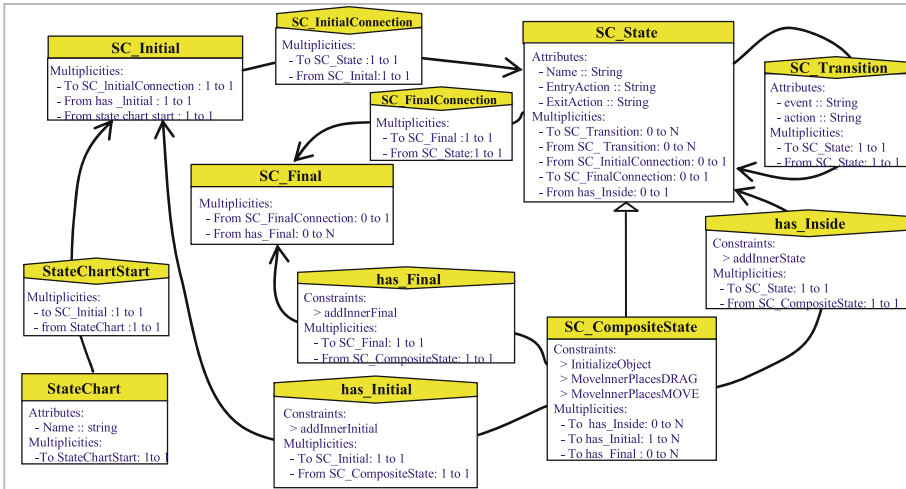 SC_Initial
Multiplicities:
- To SC_InitialConnection : 1 to 1
- From has _Initial : 1 to 1
- From state chart start : 1 to 1
SC_InitialConnection
Multiplicities:
- To SC_State :1 to 1
- From SC_Inital:1 to 1
SC_State
Attributes:
- Name :: String
- EntryAction :: String
- ExitAction :: String
Multiplicities:
- To SC_Transition: 0 to N
- From SC_ Transition: 0 to N
- From SC_InitialConnection: 0 to 1
- To SC_FinalConnection: 0 to 1
- From has_Inside: 0 to 1
SC_Transition
Attributes:
- event :: String
- action :: String
Multiplicities:
- To SC_State: 1 to 1
- From SC_State: 1 to 1
SC_FinalConnection
Multiplicities:
- To SC_Final :1 to 1
- From SC_State:1 to 1
SC_Final
Multiplicities:
- From SC_FinalConnection: 0 to 1
- From has_Final: 0 to N
has_Inside
Constraints:
> addInnerState
Multiplicities:
- To SC_State: 1 to 1
- From SC_CompositeState: 1 to 1
StateChartStart
Multiplicities:
- to SC_Initial :1 to 1
- from StateChart :1 to 1
has_Final
Constraints:
> addInnerFinal
Multiplicities:
- To SC_Final: 1 to 1
- From SC_CompositeState: 1 to 1
SC_CompositeState
Constraints:
> InitializeObject
> MoveInnerPlacesDRAG
> MoveInnerPlacesMOVE
Multiplicities:
- To has_Inside: 0 to N
- To has_Initial: 1 to N
- To has_Final : 0 to N
StateChart
Attributes:
- Name :: string
Multiplicities:
-To StateChartStart: 1to 1
has_Initial
Constraints:
> addInnerInitial
Multiplicities:
- To SC_Initial: 1 to 1
- From SC_CompositeState: 1 to 1